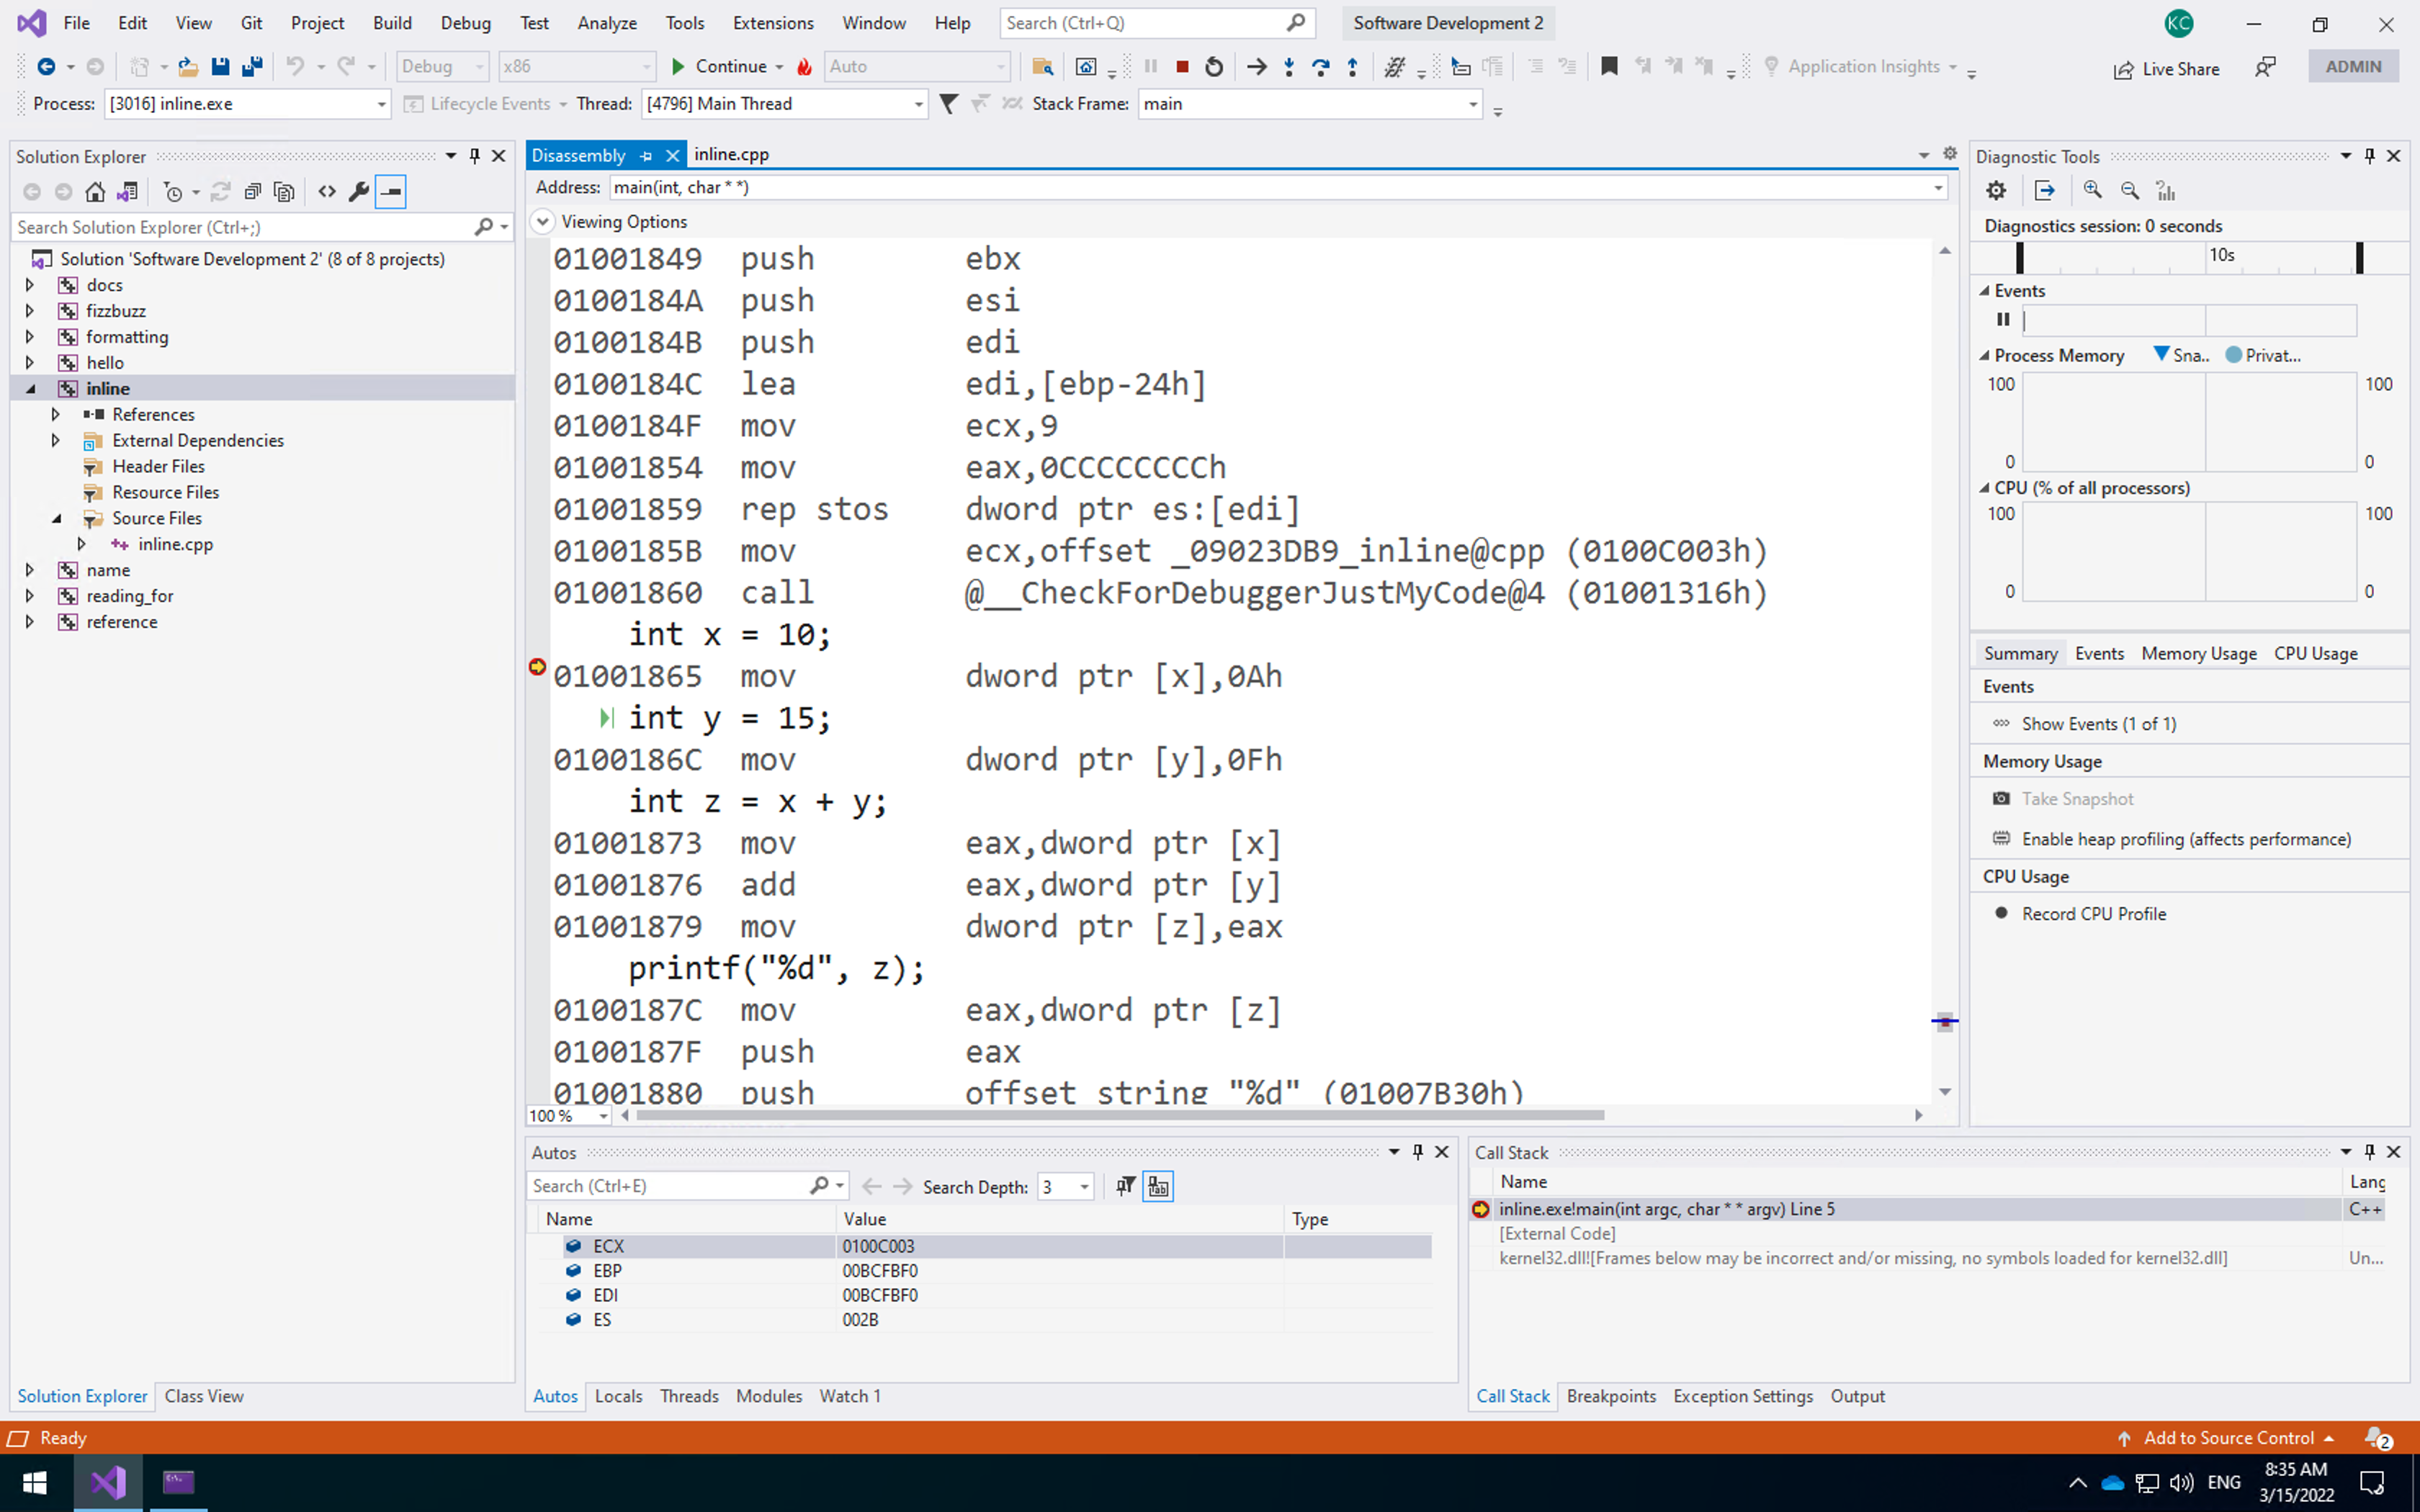 File Edit View Git Project Build Debug Test Analyze Tools Extensions Window Help Search (Ctrl+Q) Software Development 2 KC
Debug x86 Continue Auto Application Insights Live Share ADMIN
Process: [3016] inline.exe Lifecycle Events Thread: [4796] Main Thread Stack Frame: main
Solution Explorer
Search Solution Explorer (Ctrl+;)
Solution 'Software Development 2' (8 of 8 projects)
docs
fizzbuzz
formatting
hello
inline
References
External Dependencies
Header Files
Resource Files
Source Files
inline.cpp
name
reading_for
reference
Solution Explorer Class View
Disassembly inline.cpp
Address: main(int, char * *)
Viewing Options
01001849 push ebx
0100184A push esi
0100184B push edi
0100184C lea edi,[ebp-24h]
0100184F mov ecx,9
01001854 mov eax,0CCCCCCCCh
01001859 rep stos dword ptr es:[edi]
0100185B mov ecx,offset _09023DB9_inline@cpp (0100C003h)
01001860 call @__CheckForDebuggerJustMyCode@4 (01001316h)
int x = 10;
01001865 mov dword ptr [x],0Ah
int y = 15;
0100186C mov dword ptr [y],0Fh
int z = x + y;
01001873 mov eax,dword ptr [x]
01001876 add eax,dword ptr [y]
01001879 mov dword ptr [z],eax
printf("%d", z);
0100187C mov eax,dword ptr [z]
0100187F push eax
01001880 push offset string "%d" (01007B30h)
100 %
Diagnostic Tools
Diagnostics session: 0 seconds
10s
Events
Process Memory Sna.. Privat...
100 100
0 0
CPU (% of all processors)
100 100
0 0
Summary Events Memory Usage CPU Usage
Events
Show Events (1 of 1)
Memory Usage
Take Snapshot
Enable heap profiling (affects performance)
CPU Usage
Record CPU Profile
Autos
Search (Ctrl+E) Search Depth: 3
Name Value Type
ECX 0100C003
EBP 00BCFBF0
EDI 00BCFBF0
ES 002B
Autos Locals Threads Modules Watch 1
Call Stack
Name Lang
inline.exe!main(int argc, char * * argv) Line 5 C++
[External Code]
kernel32.dll![Frames below may be incorrect and/or missing, no symbols loaded for kernel32.dll] Un...
Call Stack Breakpoints Exception Settings Output
Ready Add to Source Control 2
ENG 8:35 AM
3/15/2022